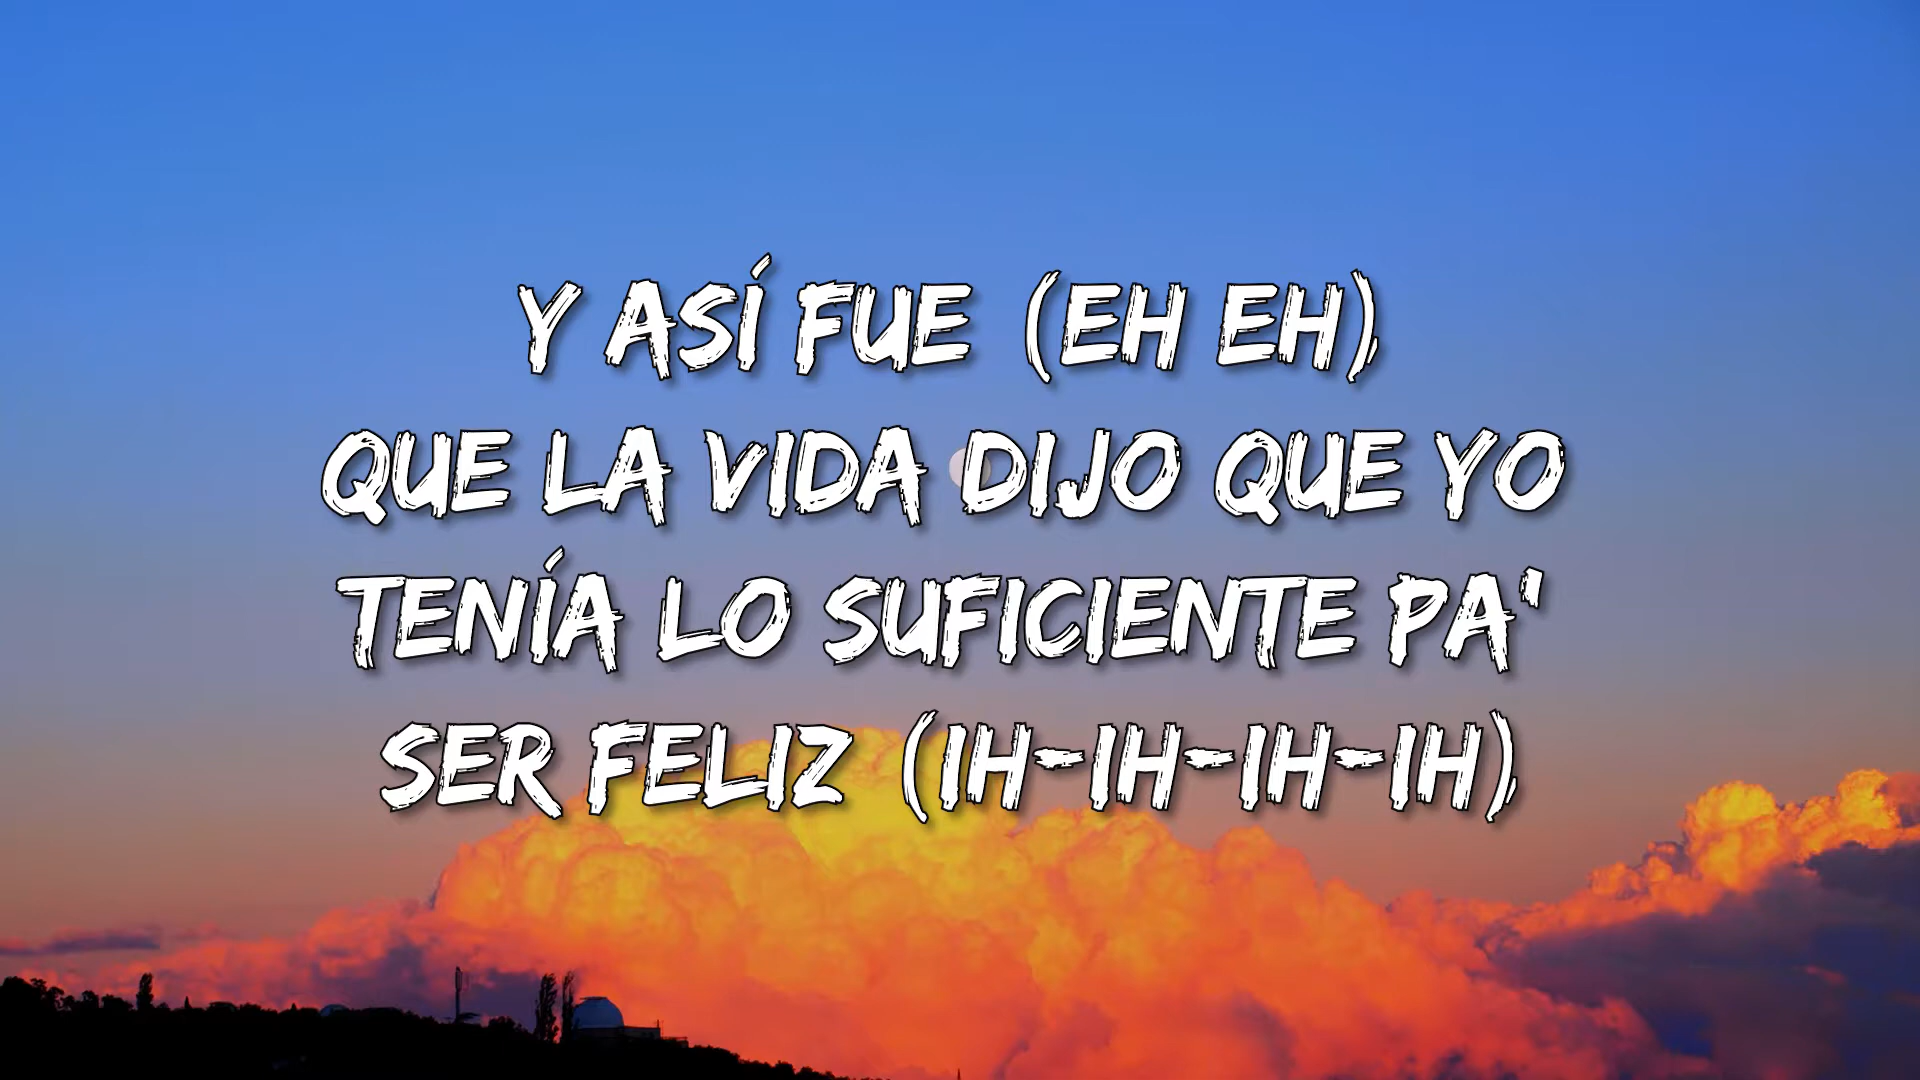 Y ASÍ FUE (EH EH)
QUE LA VIDA DIJO QUE YO
TENÍA LO SUFICIENTE PA'
SER FELIZ (IH-IH-IH-IH)